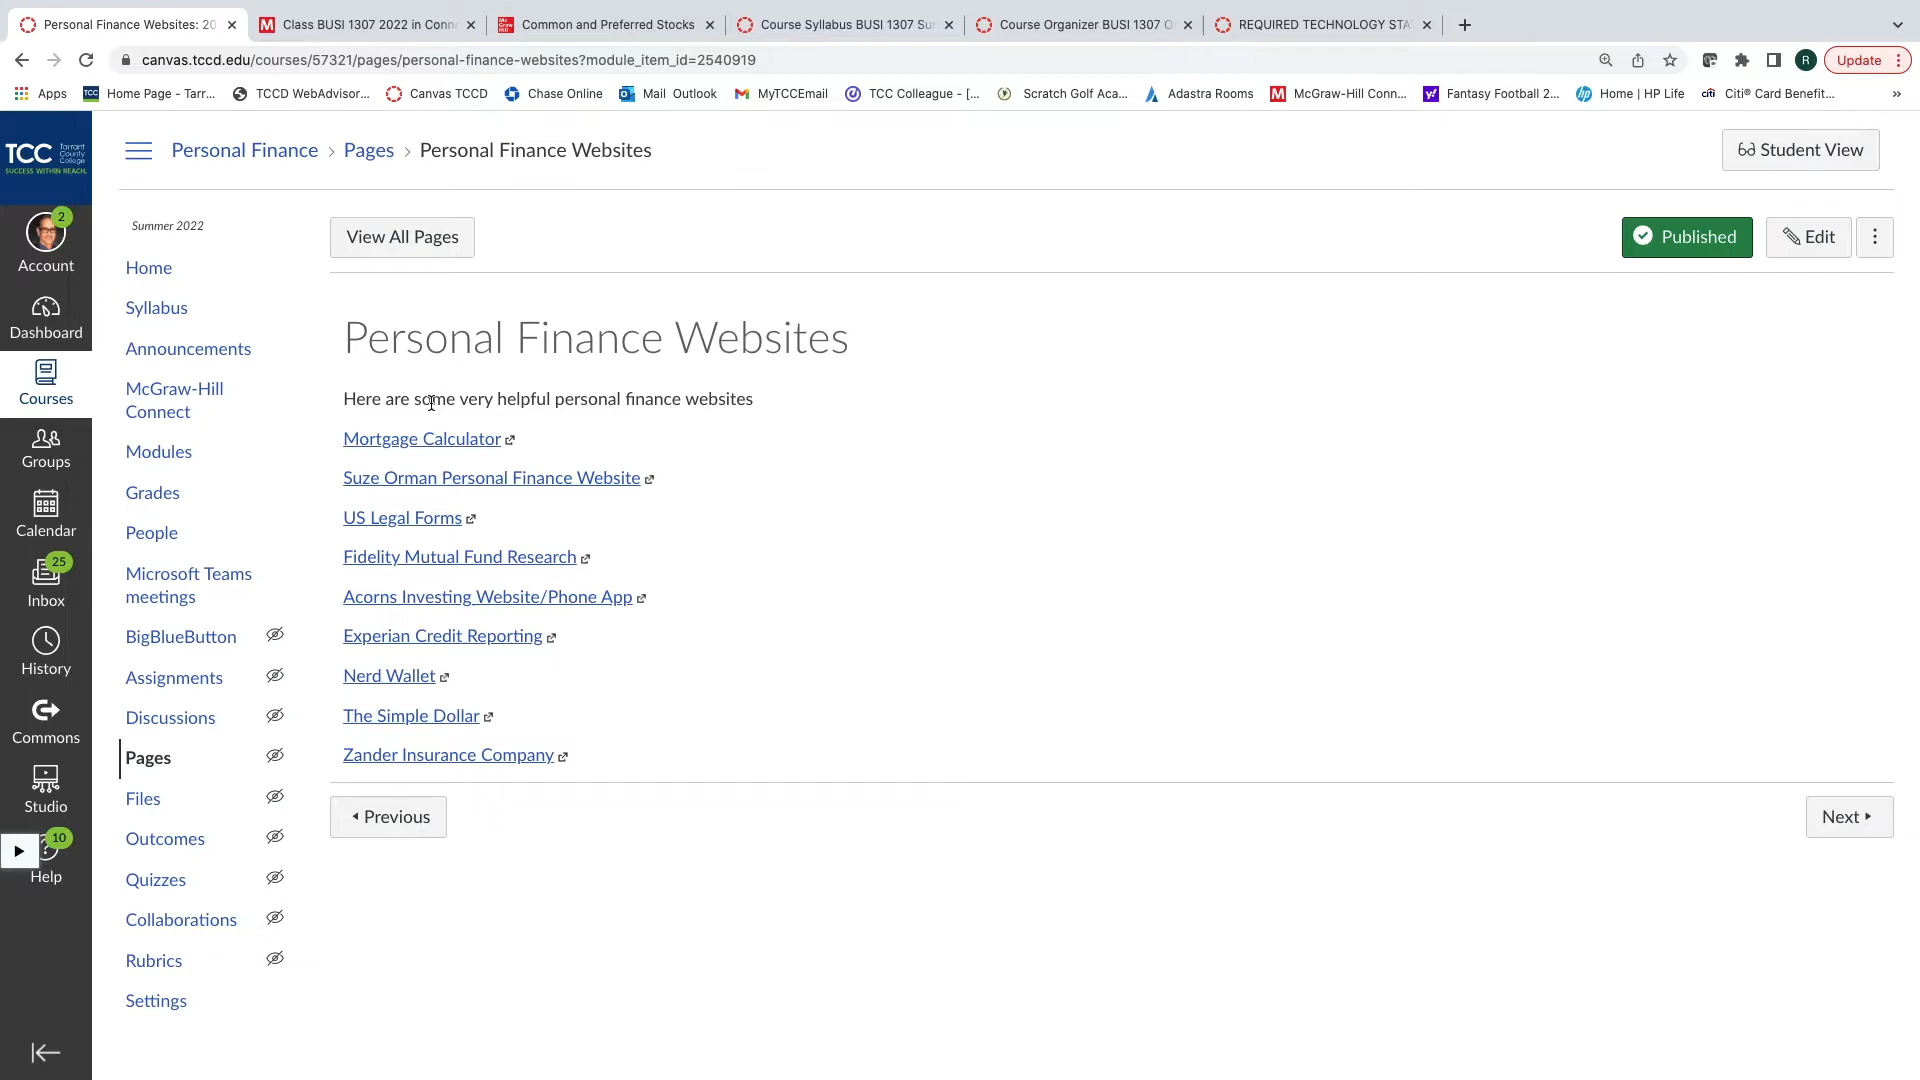 Personal Finance Websites: 20
Class BUSI 1307 2022 in Conn
Common and Preferred Stocks
Course Syllabus BUSI 1307 Su
Course Organizer BUSI 1307 O
REQUIRED TECHNOLOGY STA
canvas.tccd.edu/courses/57321/pages/personal-finance-websites?module_item_id=2540919
R
Update
Apps
TCC
Home Page - Tarr...
TCCD WebAdvisor...
Canvas TCCD
Chase Online
Mail Outlook
MyTCCEmail
TCC Colleague - [...
Scratch Golf Aca...
Adastra Rooms
McGraw-Hill Conn...
Fantasy Football 2...
Home | HP Life
citi
Citi® Card Benefit...
»
TCC Tarrant County College
SUCCESS WITHIN REACH.
Personal Finance › Pages › Personal Finance Websites
Student View
2
Account
Dashboard
Courses
Groups
Calendar
25
Inbox
History
Commons
Studio
10
Help
Summer 2022
Home
Syllabus
Announcements
McGraw-Hill
Connect
Modules
Grades
People
Microsoft Teams
meetings
BigBlueButton
Assignments
Discussions
Pages
Files
Outcomes
Quizzes
Collaborations
Rubrics
Settings
View All Pages
Published
Edit
Personal Finance Websites
Here are some very helpful personal finance websites
Mortgage Calculator
Suze Orman Personal Finance Website
US Legal Forms
Fidelity Mutual Fund Research
Acorns Investing Website/Phone App
Experian Credit Reporting
Nerd Wallet
The Simple Dollar
Zander Insurance Company
Previous
Next